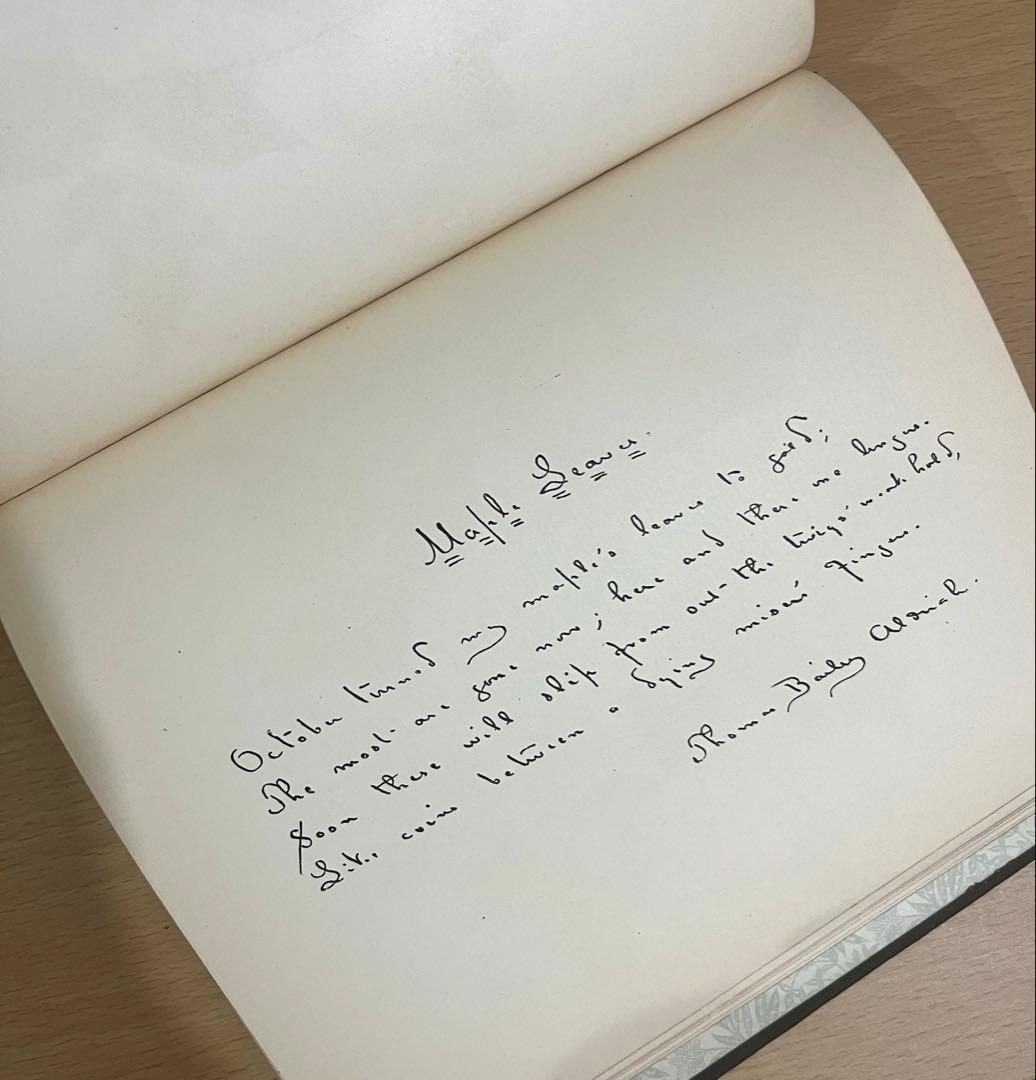 Maple Leaves.
October turned my maple's leaves to gold;
The most are gone now; here and there one lingers.
Soon these will slip from out the twigs' weak hold,
Like coins between a dying miser's fingers.
Thomas Bailey Aldrich.